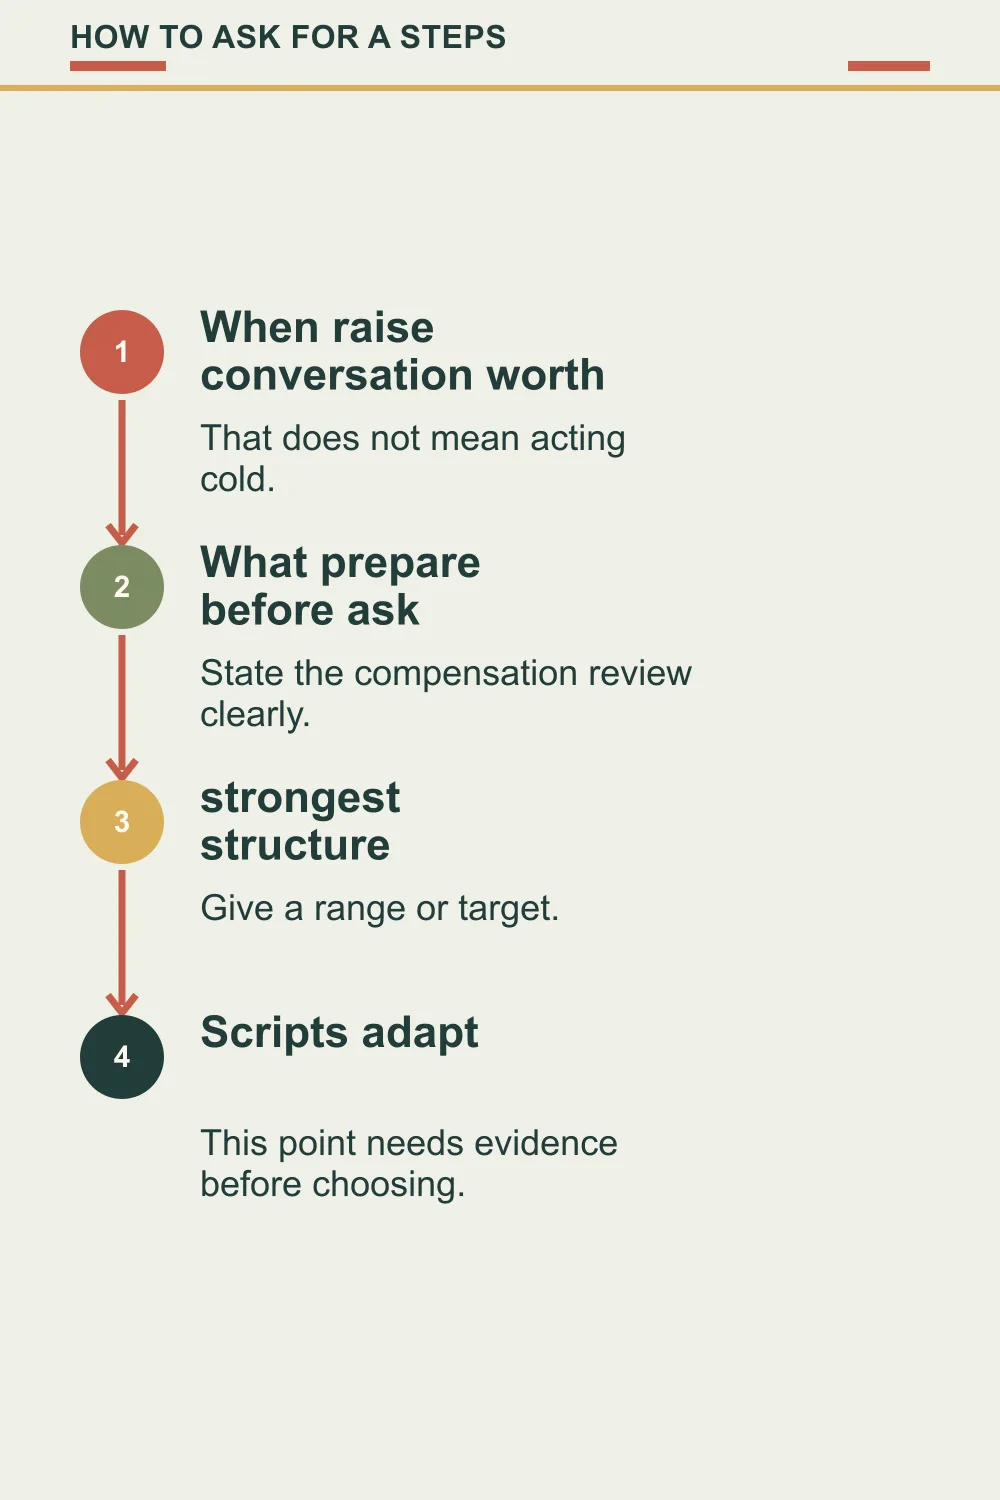 HOW TO ASK FOR A STEPS
1
When raise
conversation worth
That does not mean acting
cold.
2
What prepare
before ask
State the compensation review
clearly.
3
strongest
structure
Give a range or target.
4
Scripts adapt
This point needs evidence
before choosing.